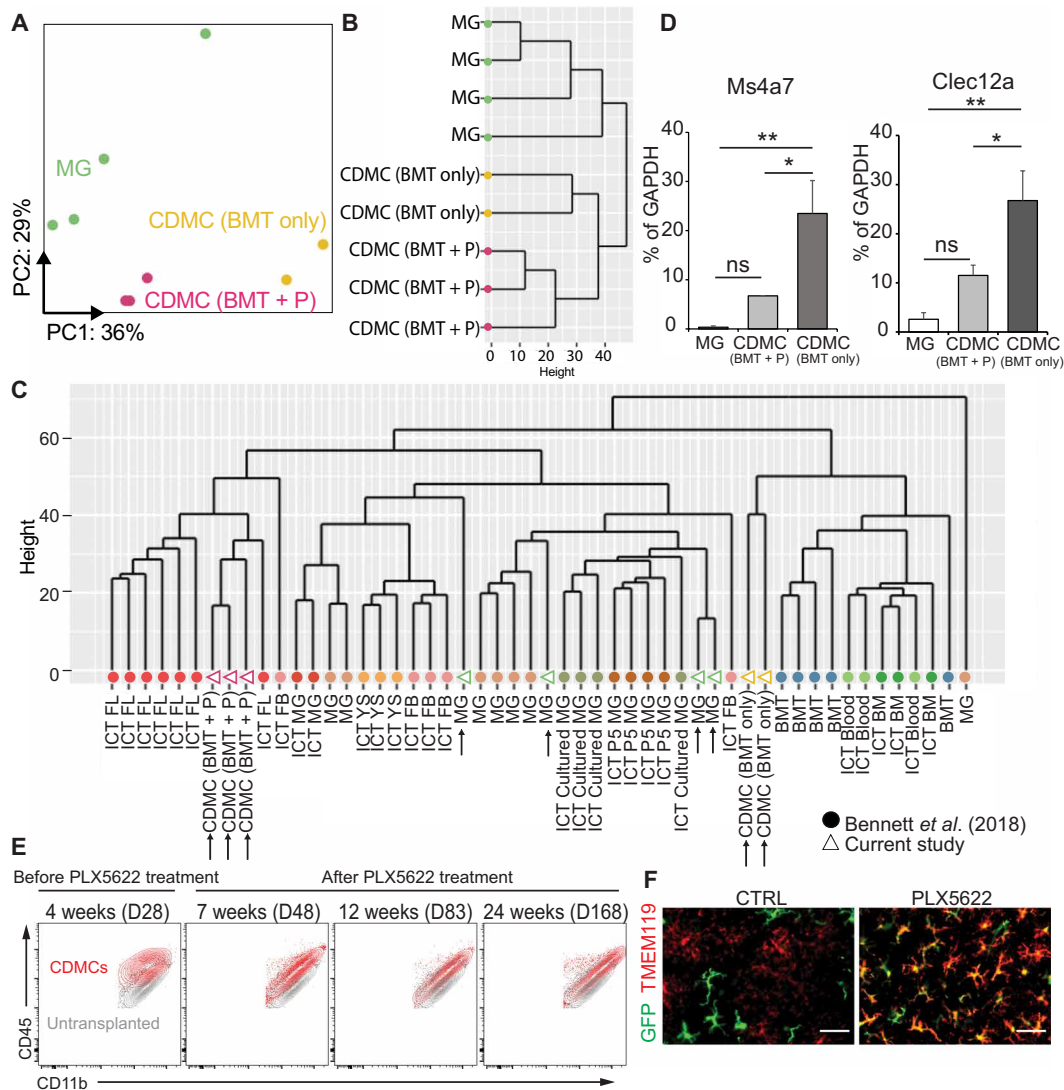 A
MG
CDMC (BMT only)
CDMC (BMT + P)
PC2: 29%
PC1: 36%
B
MG
MG
MG
MG
CDMC (BMT only)
CDMC (BMT only)
CDMC (BMT + P)
CDMC (BMT + P)
CDMC (BMT + P)
0 10 20 30 40
Height
D
Ms4a7
% of GAPDH
40
30
20
10
0
**
*
ns
MG
CDMC (BMT + P)
CDMC (BMT only)
Clec12a
% of GAPDH
40
30
20
10
0
**
*
ns
MG
CDMC (BMT + P)
CDMC (BMT only)
C
Height
60
40
20
0
ICT FL
ICT FL
ICT FL
ICT FL
ICT FL
ICT FL
CDMC (BMT + P)
CDMC (BMT + P)
CDMC (BMT + P)
ICT FL
ICT FB
ICT MG
ICT MG
MG
MG
ICT YS
ICT YS
ICT YS
ICT FB
ICT FB
ICT FB
MG
MG
MG
MG
MG
MG
ICT Cultured MG
ICT Cultured MG
ICT Cultured MG
ICT P5 MG
ICT P5 MG
ICT P5 MG
ICT P5 MG
ICT Cultured MG
MG
MG
ICT FB
CDMC (BMT only)
CDMC (BMT only)
BMT
BMT
BMT
BMT
ICT Blood
ICT Blood
ICT BM
ICT BM
ICT Blood
ICT BM
BMT
MG
Bennett et al. (2018)
Current study
E
Before PLX5622 treatment
After PLX5622 treatment
4 weeks (D28)
7 weeks (D48)
12 weeks (D83)
24 weeks (D168)
CDMCs
Untransplanted
CD45
CD11b
F
CTRL
PLX5622
GFP TMEM119